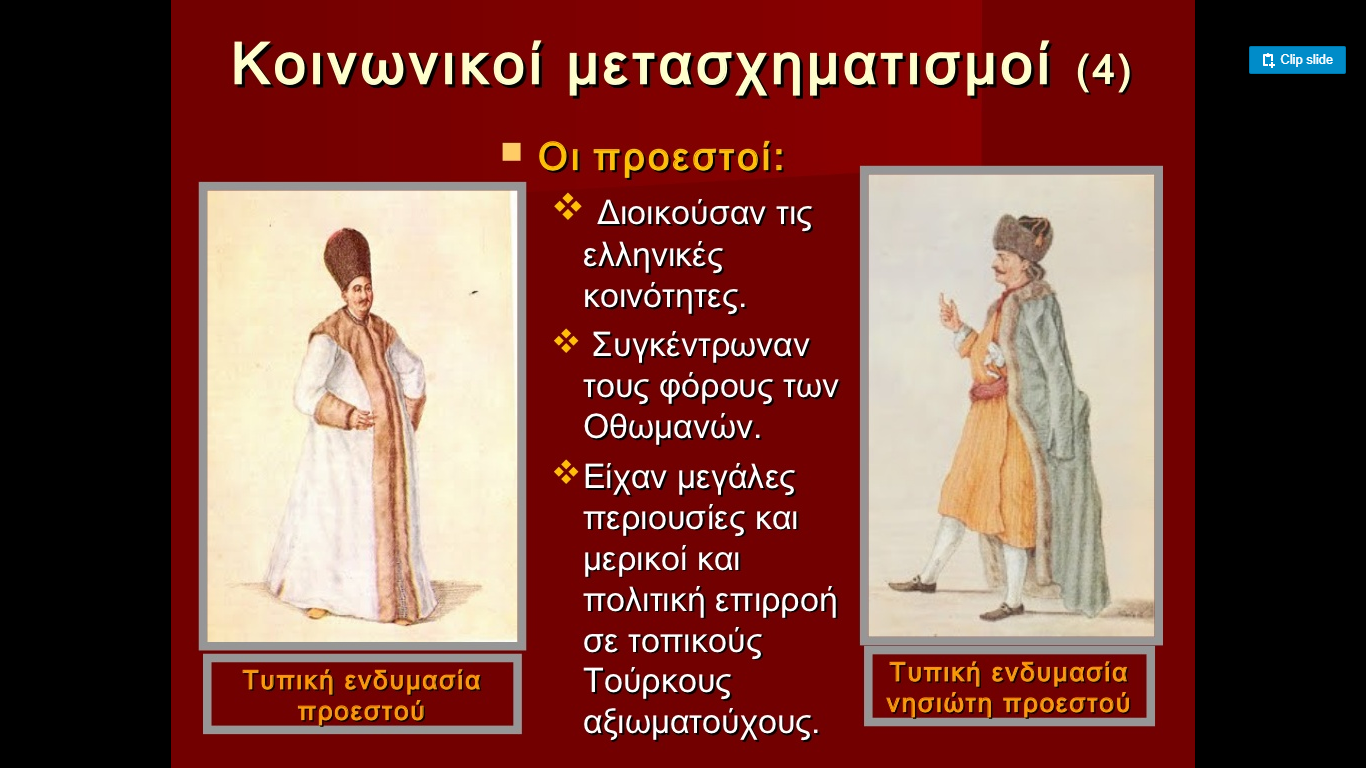 Κοινωνικοί μετασχηματισμοί (4)
Clip slide
Οι προεστοί:
Διοικούσαν τις
ελληνικές
κοινότητες.
Συγκέντρωναν
τους φόρους των
Οθωμανών.
Είχαν μεγάλες
περιουσίες και
μερικοί και
πολιτική επιρροή
σε τοπικούς
Τούρκους
αξιωματούχους.
Τυπική ενδυμασία
προεστού
Τυπική ενδυμασία
νησιώτη προεστού